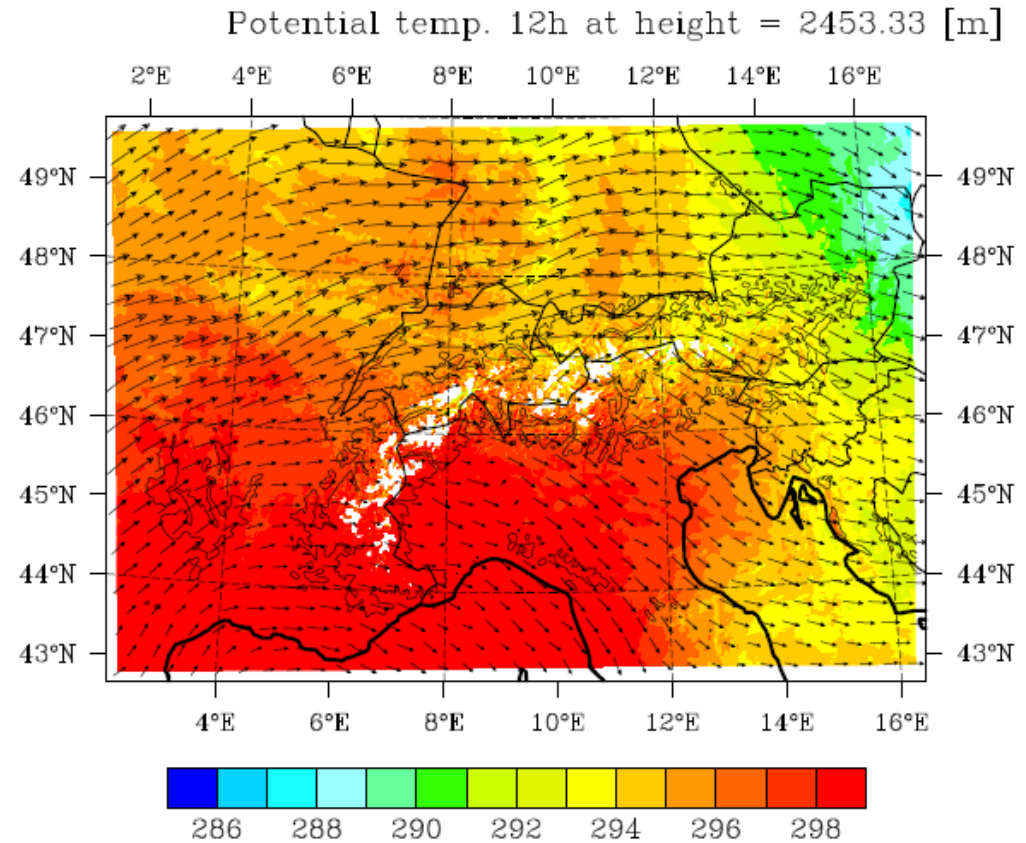 Potential temp. 12h at height = 2453.33 [m]
2°E 4°E 6°E 8°E 10°E 12°E 14°E 16°E
49°N 49°N
48°N 48°N
47°N 47°N
46°N 46°N
45°N 45°N
44°N 44°N
43°N 43°N
4°E 6°E 8°E 10°E 12°E 14°E 16°E
286 288 290 292 294 296 298